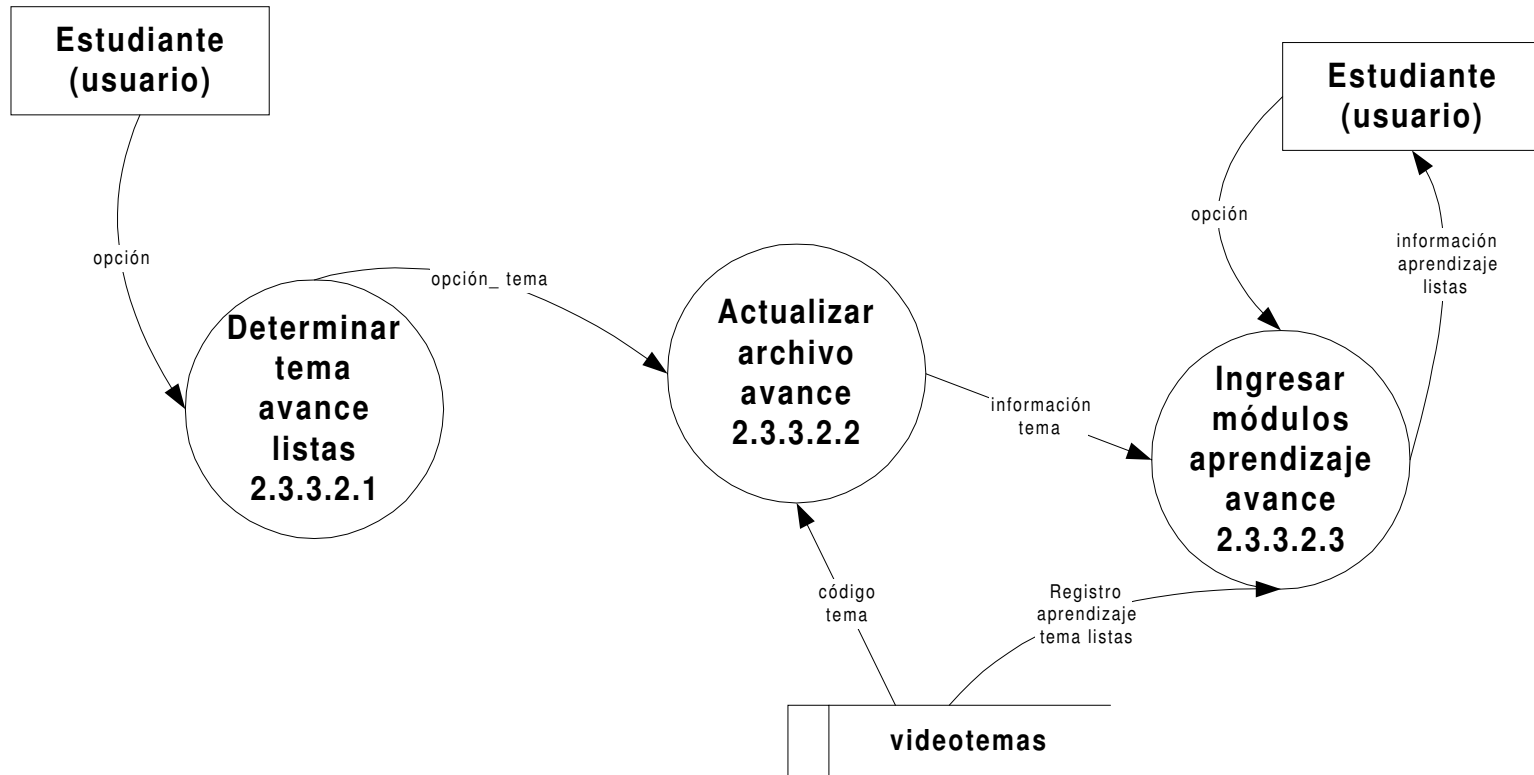 Estudiante
(usuario)
Estudiante
(usuario)
opción
opción
información
aprendizaje
listas
opción_ tema
Determinar
tema
avance
listas
2.3.3.2.1
Actualizar
archivo
avance
2.3.3.2.2
información
tema
Ingresar
módulos
aprendizaje
avance
2.3.3.2.3
código
tema
Registro
aprendizaje
tema listas
videotemas